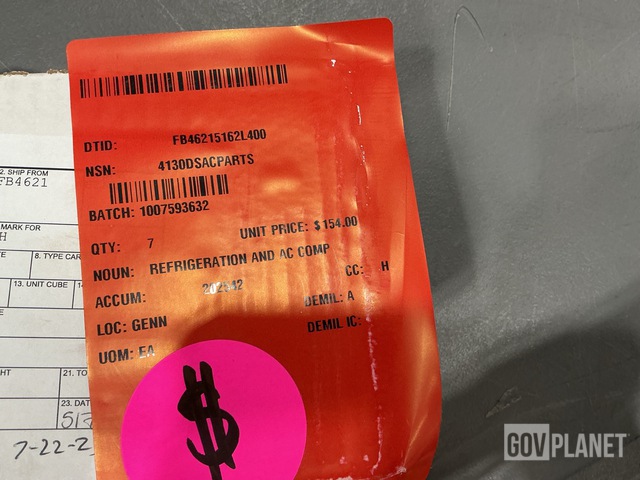 DTID: FB46215162L400
NSN: 4130DSACPARTS
BATCH: 1007593632
QTY: 7 UNIT PRICE: $154.00
NOUN: REFRIGERATION AND AC COMP
ACCUM: CC: H
LOC: GENN DEMIL: A
UOM: EA DEMIL IC:
$
2. SHIP FROM
FB4621
MARK FOR
H
8. TYPE CAR
13. UNIT CUBE
HT
21. TO
23. DAT
7-22-2
GOVPLANET